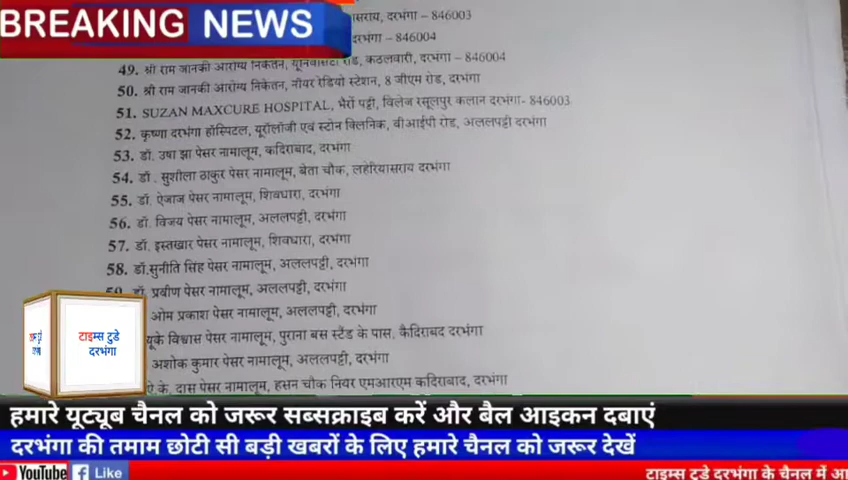 BREAKING NEWS
ासराय, दरभंगा – 846003
दरभंगा – 846004
49. श्री राम जानकी आरोग्य निकेतन, यूनिवर्सिटी रोड, कठलवारी, दरभंगा - 846004
50. श्री राम जानकी आरोग्य निकेतन, नीयर रेडियो स्टेशन, 8 जीएम रोड, दरभंगा
51. SUZAN MAXCURE HOSPITAL, भैरों पट्टी, विलेज रसूलपुर कलान दरभंगा- 846003
52. कृष्णा दरभंगा हॉस्पिटल, यूरॉलॉजी एवं स्टोन क्लिनिक, वीआईपी रोड, अललपट्टी दरभंगा
53. डॉ. उषा झा पेसर नामालूम, कदिराबाद, दरभंगा
54. डॉ . सुशीला ठाकुर पेसर नामालूम, बेता चौक, लहेरियासराय दरभंगा
55. डॉ. ऐजाज पेसर नामालूम, शिवधारा, दरभंगा
56. डॉ. विजय पेसर नामालूम, अललपट्टी, दरभंगा
57. डॉ. इस्तखार पेसर नामालूम, शिवधारा, दरभंगा
58. डॉ.सुनीति सिंह पेसर नामालूम, अललपट्टी, दरभंगा
59. डॉ. प्रबीण पेसर नामालूम, अललपट्टी, दरभंगा
ओम प्रकाश पेसर नामालूम, अललपट्टी, दरभंगा
यूके विश्वास पेसर नामालूम, पुराना बस स्टैंड के पास, कैदिराबद दरभंगा
अशोक कुमार पेसर नामालूम, अललपट्टी, दरभंगा
ऐ.के. दास पेसर नामालूम, हसन चौक नियर एमआरएम कदिराबाद, दरभंगा
टाइम्स टुडे
दरभंगा
हमारे यूट्यूब चैनल को जरूर सब्सक्राइब करें और बैल आइकन दबाएं
दरभंगा की तमाम छोटी सी बड़ी खबरों के लिए हमारे चैनल को जरूर देखें
YouTube Like टाइम्स टुडे दरभंगा के चैनल में आ